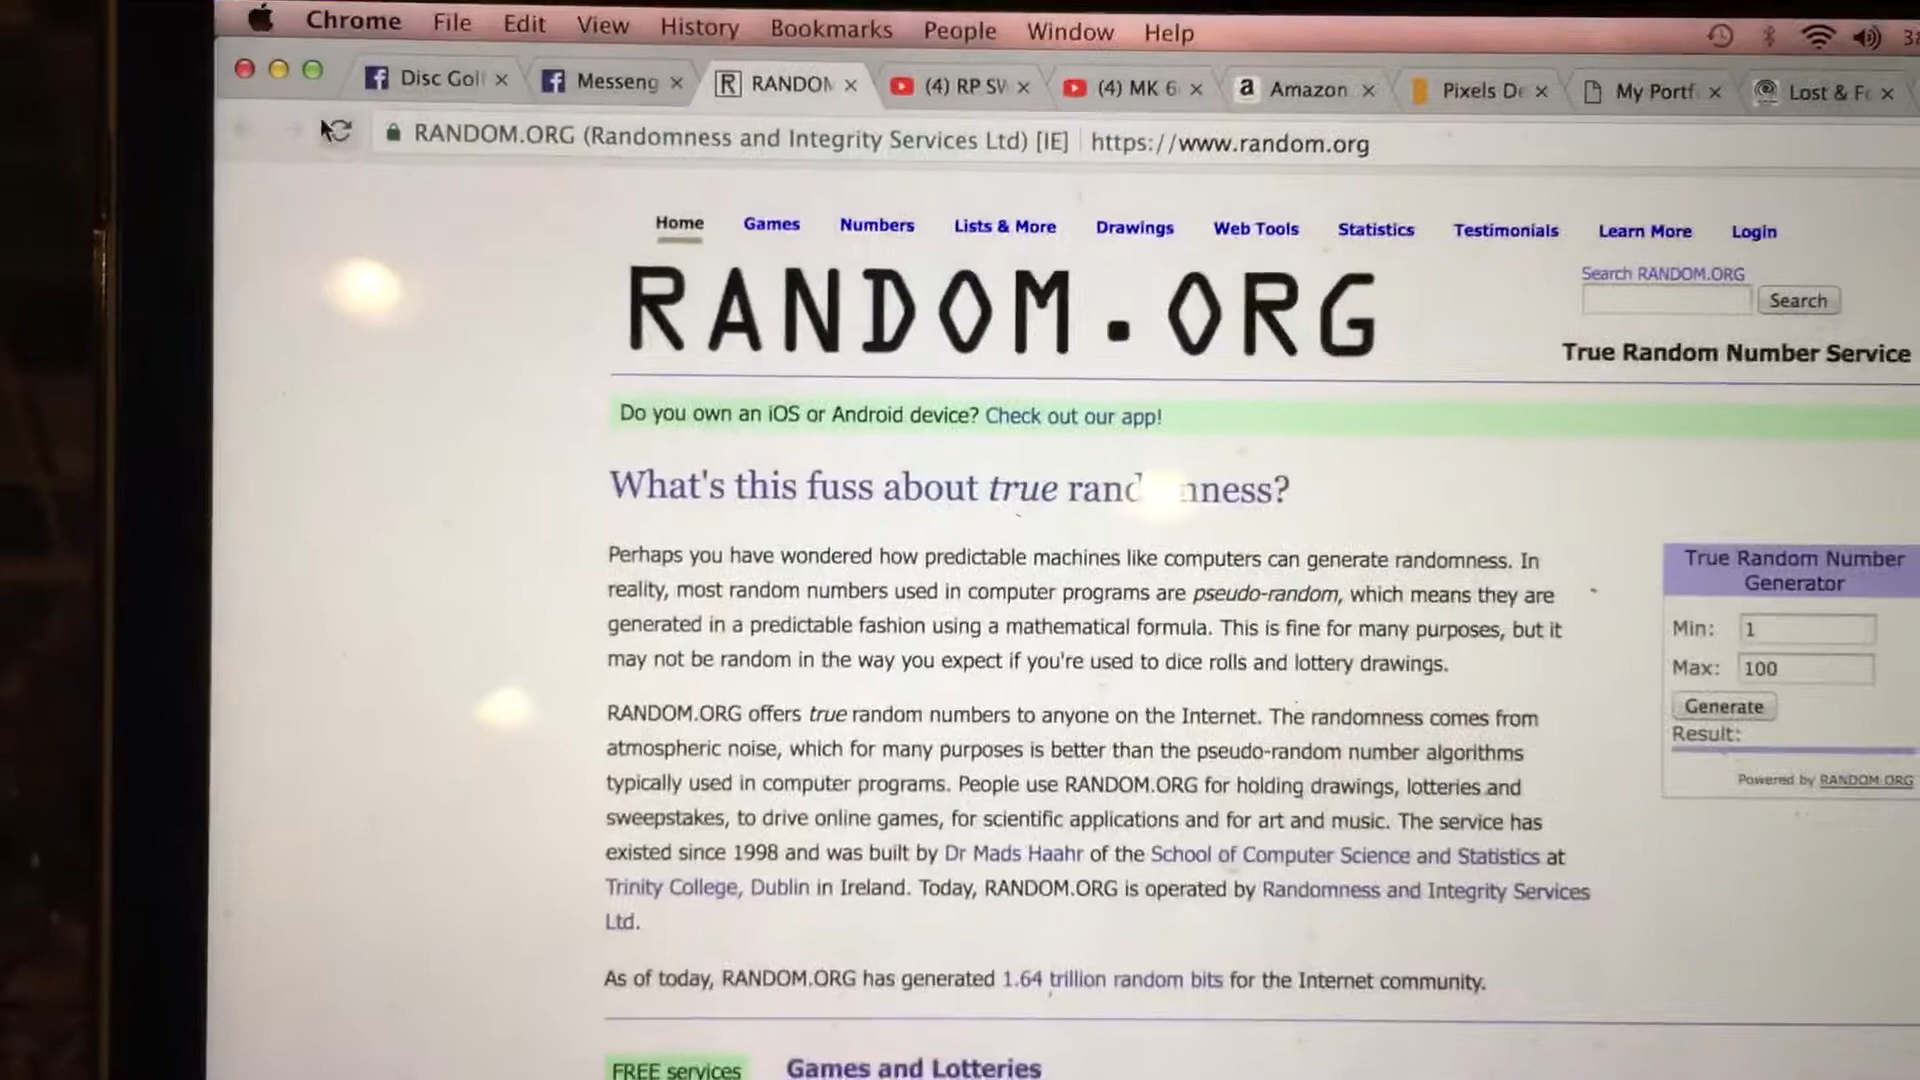 Chrome File Edit View History Bookmarks People Window Help
Disc Gol Messeng RANDOM (4) RP SV (4) MK 6 Amazon Pixels De My Portf Lost & Fo
RANDOM.ORG (Randomness and Integrity Services Ltd) [IE] https://www.random.org
Home Games Numbers Lists & More Drawings Web Tools Statistics Testimonials Learn More Login
RANDOM.ORG
Search RANDOM.ORG
Search
True Random Number Service
Do you own an iOS or Android device? Check out our app!
What's this fuss about true rand nness?
Perhaps you have wondered how predictable machines like computers can generate randomness. In
reality, most random numbers used in computer programs are pseudo-random, which means they are
generated in a predictable fashion using a mathematical formula. This is fine for many purposes, but it
may not be random in the way you expect if you're used to dice rolls and lottery drawings.
RANDOM.ORG offers true random numbers to anyone on the Internet. The randomness comes from
atmospheric noise, which for many purposes is better than the pseudo-random number algorithms
typically used in computer programs. People use RANDOM.ORG for holding drawings, lotteries and
sweepstakes, to drive online games, for scientific applications and for art and music. The service has
existed since 1998 and was built by Dr Mads Haahr of the School of Computer Science and Statistics at
Trinity College, Dublin in Ireland. Today, RANDOM.ORG is operated by Randomness and Integrity Services
Ltd.
As of today, RANDOM.ORG has generated 1.64 trillion random bits for the Internet community.
True Random Number
Generator
Min: 1
Max: 100
Generate
Result:
Powered by RANDOM.ORG
FREE services Games and Lotteries